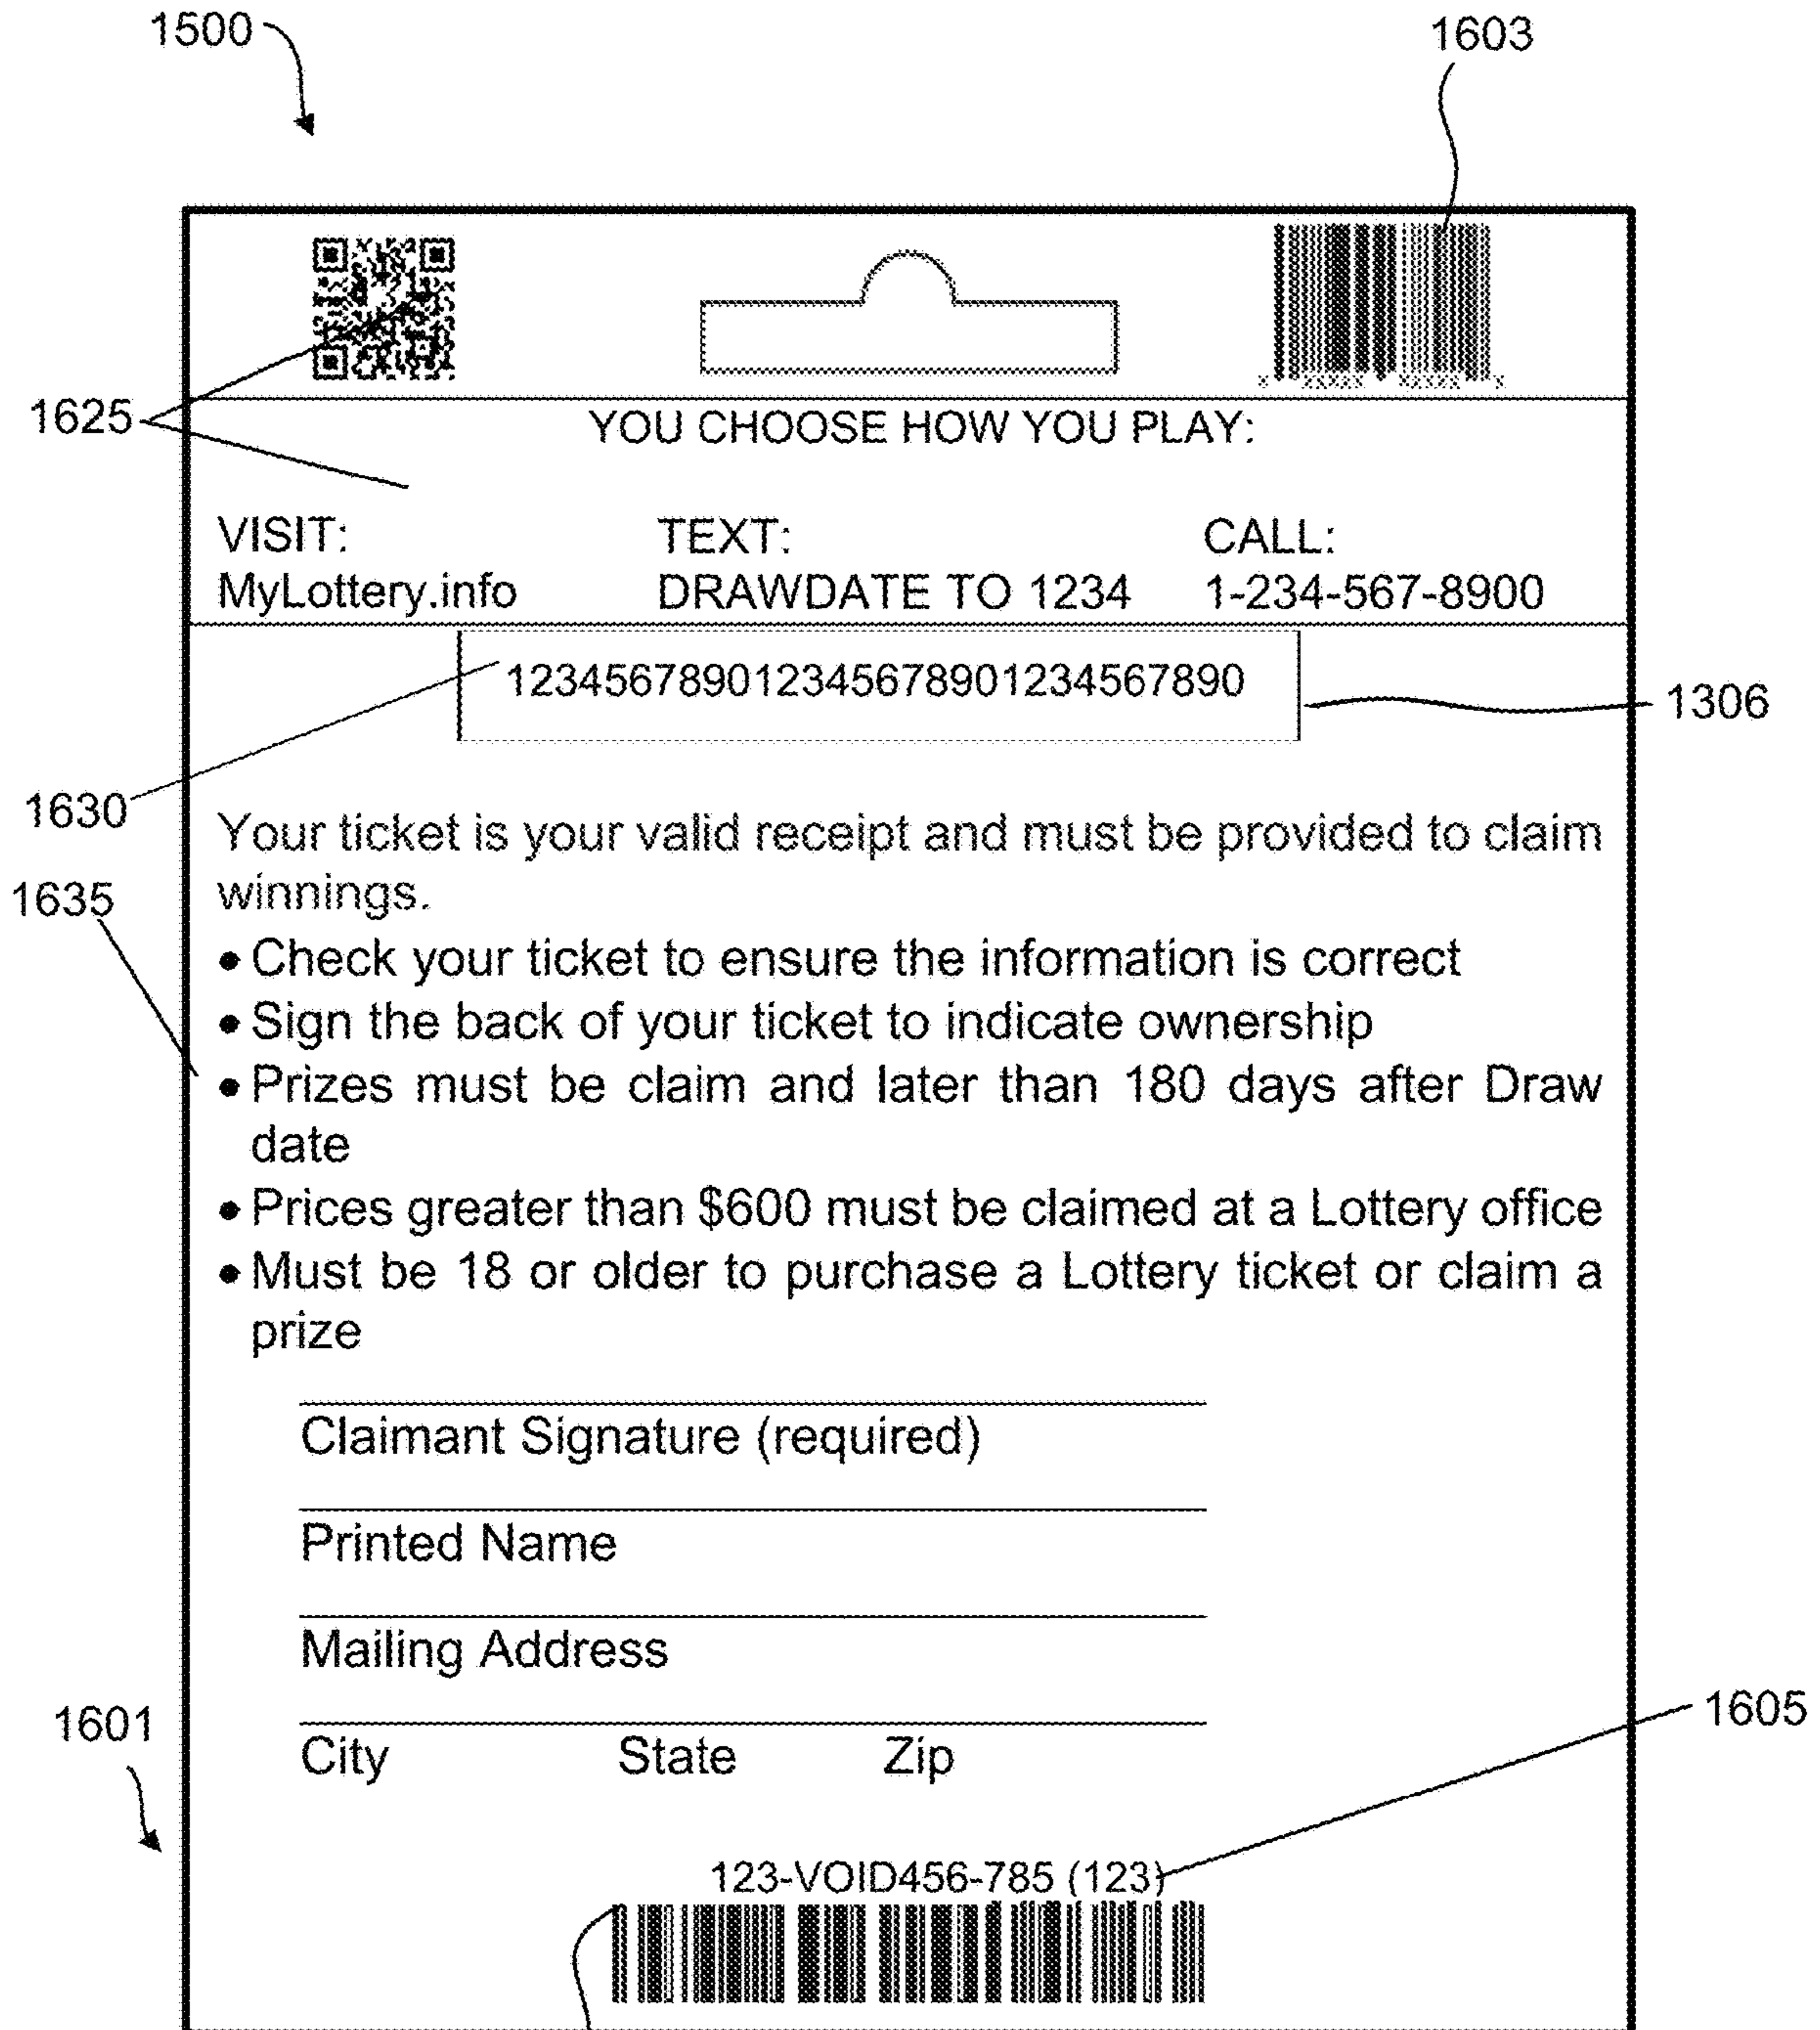 1500
1603
1625
YOU CHOOSE HOW YOU PLAY:
VISIT: TEXT: CALL:
MyLottery.info DRAWDATE TO 1234 1-234-567-8900
123456789012345678901234567890
1306
1630
Your ticket is your valid receipt and must be provided to claim
winnings.
1635
• Check your ticket to ensure the information is correct
• Sign the back of your ticket to indicate ownership
• Prizes must be claim and later than 180 days after Draw
date
• Prices greater than $600 must be claimed at a Lottery office
• Must be 18 or older to purchase a Lottery ticket or claim a
prize
Claimant Signature (required)
Printed Name
Mailing Address
1601
1605
City State Zip
123-VOID456-785 (123)